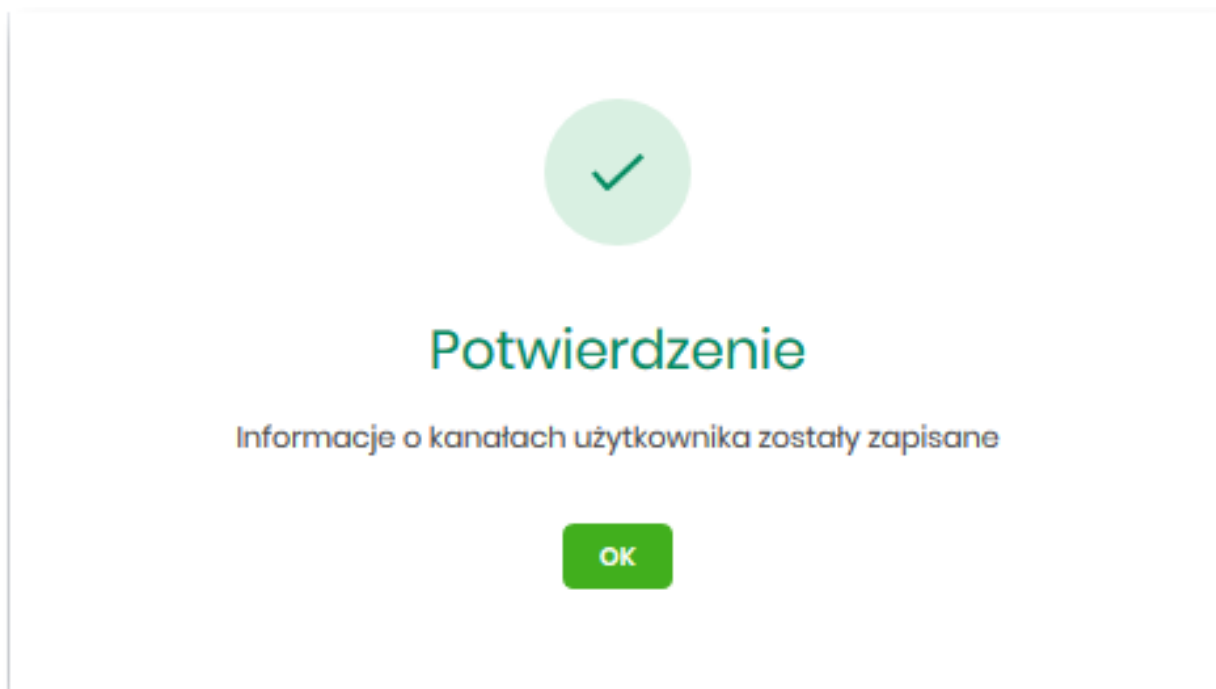 Potwierdzenie
Informacje o kanałach użytkownika zostały zapisane
OK